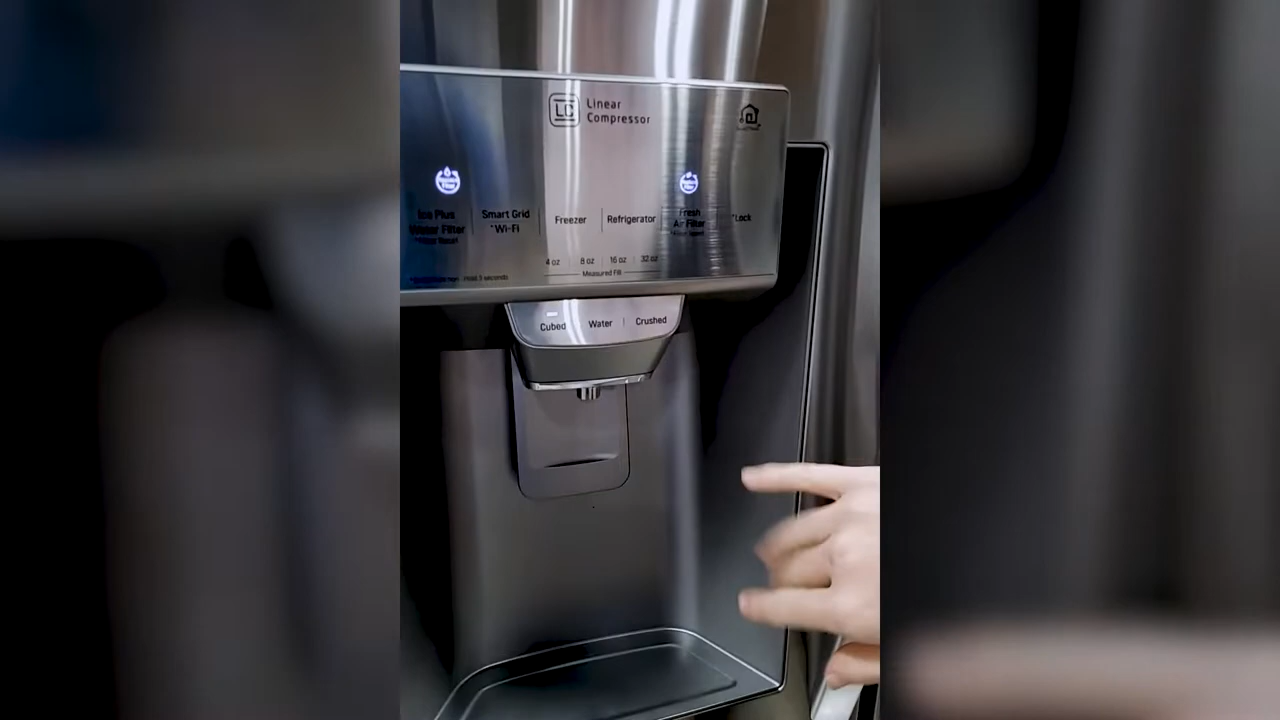 LC
Linear
Compressor
Ice Plus
Water Filter
Smart Grid
*Wi-Fi
Freezer
Refrigerator
Fresh
Air Filter
*Lock
4 oz
8 oz
16 oz
32 oz
Measured Fill
Cubed
Water
Crushed